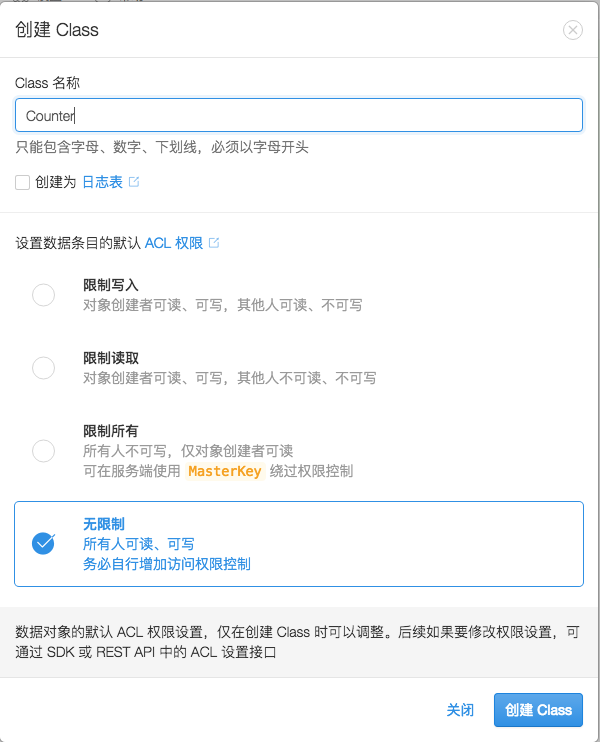 创建 Class
Class 名称
Counter
只能包含字母、数字、下划线，必须以字母开头
创建为 日志表
设置数据条目的默认 ACL 权限
限制写入
对象创建者可读、可写，其他人可读、不可写
限制读取
对象创建者可读、可写，其他人不可读、不可写
限制所有
所有人不可写，仅对象创建者可读
可在服务端使用 MasterKey 绕过权限控制
无限制
所有人可读、可写
务必自行增加访问权限控制
数据对象的默认 ACL 权限设置，仅在创建 Class 时可以调整。后续如果要修改权限设置，可
通过 SDK 或 REST API 中的 ACL 设置接口
关闭 创建 Class